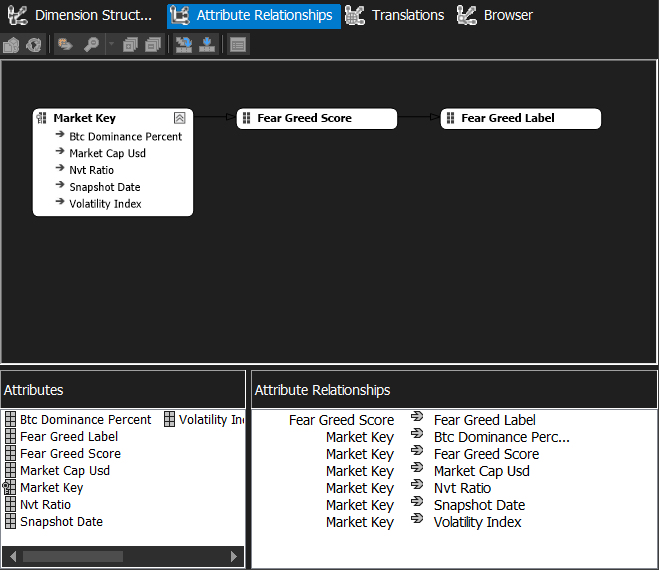 Dimension Struct... Attribute Relationships Translations Browser
Market Key Fear Greed Score Fear Greed Label
Btc Dominance Percent
Market Cap Usd
Nvt Ratio
Snapshot Date
Volatility Index
Attributes
Btc Dominance Percent Volatility In
Fear Greed Label
Fear Greed Score
Market Cap Usd
Market Key
Nvt Ratio
Snapshot Date
Attribute Relationships
Fear Greed Score Fear Greed Label
Market Key Btc Dominance Perc...
Market Key Fear Greed Score
Market Key Market Cap Usd
Market Key Nvt Ratio
Market Key Snapshot Date
Market Key Volatility Index